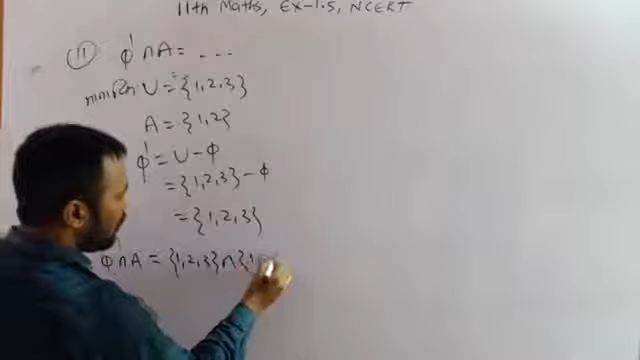 11th Maths, Ex-1.5, NCERT
(ii) φ' ∩ A = ....
U = {1,2,3}
A = {1,2}
φ' = U - φ
= {1,2,3} - φ
= {1,2,3}
φ' ∩ A = {1,2,3} ∩ {1